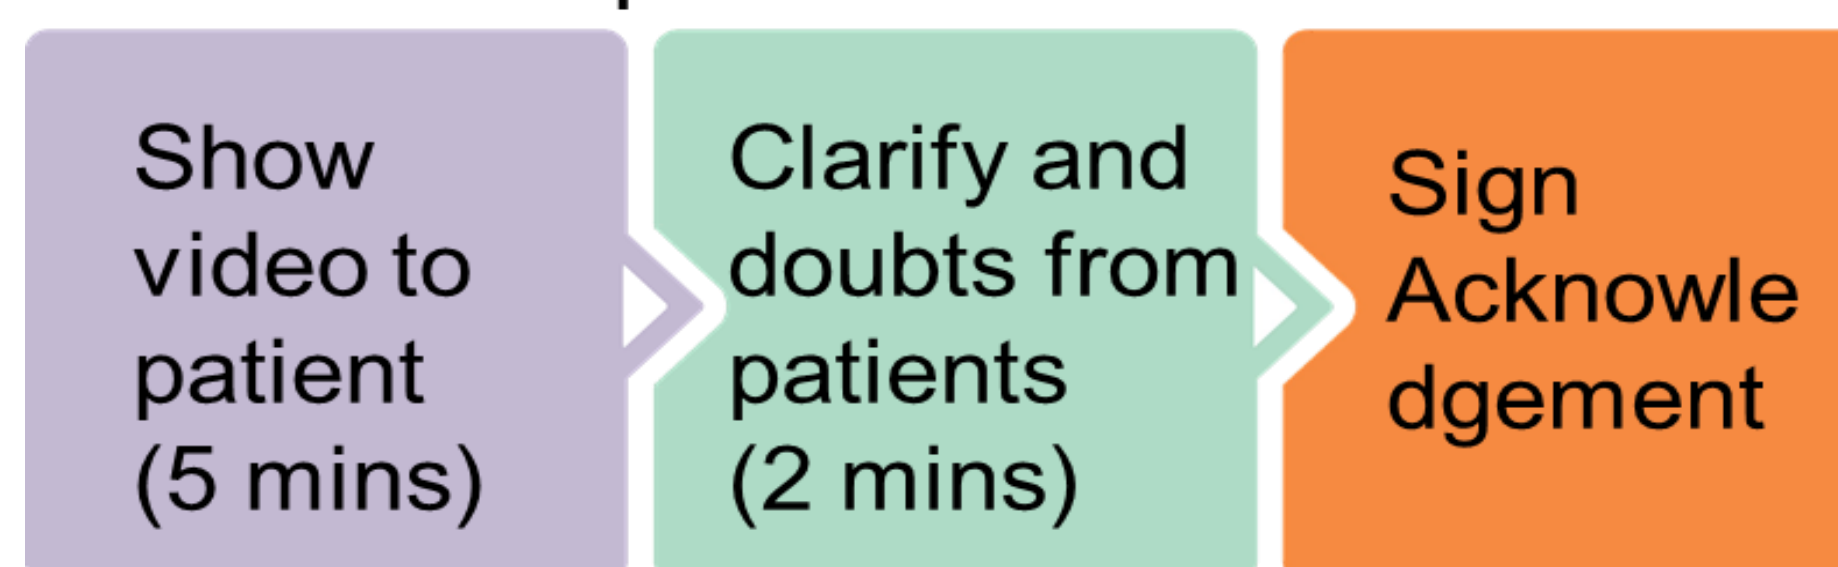 Show
video to
patient
(5 mins)
Clarify and
doubts from
patients
(2 mins)
Sign
Acknowle
dgement